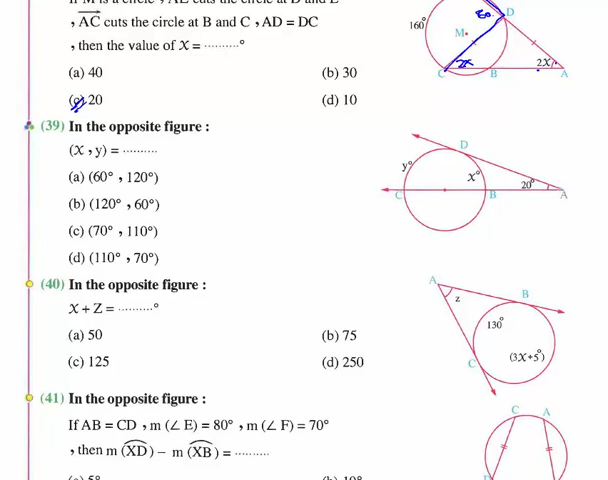 , AC cuts the circle at B and C , AD = DC
, then the value of X = ..........°
(a) 40 (b) 30
(c) 20 (d) 10
160°
80
D
M
2X
2X°
C B A
(39) In the opposite figure :
(X , y) = ..........
(a) (60° , 120°)
(b) (120° , 60°)
(c) (70° , 110°)
(d) (110° , 70°)
D
y°
X°
20°
C B A
(40) In the opposite figure :
X + Z = ..........°
(a) 50 (b) 75
(c) 125 (d) 250
A
Z
B
130°
(3X+5°)
C
(41) In the opposite figure :
If AB = CD , m (∠ E) = 80° , m (∠ F) = 70°
, then m (XD) – m (XB) = ..........
C A